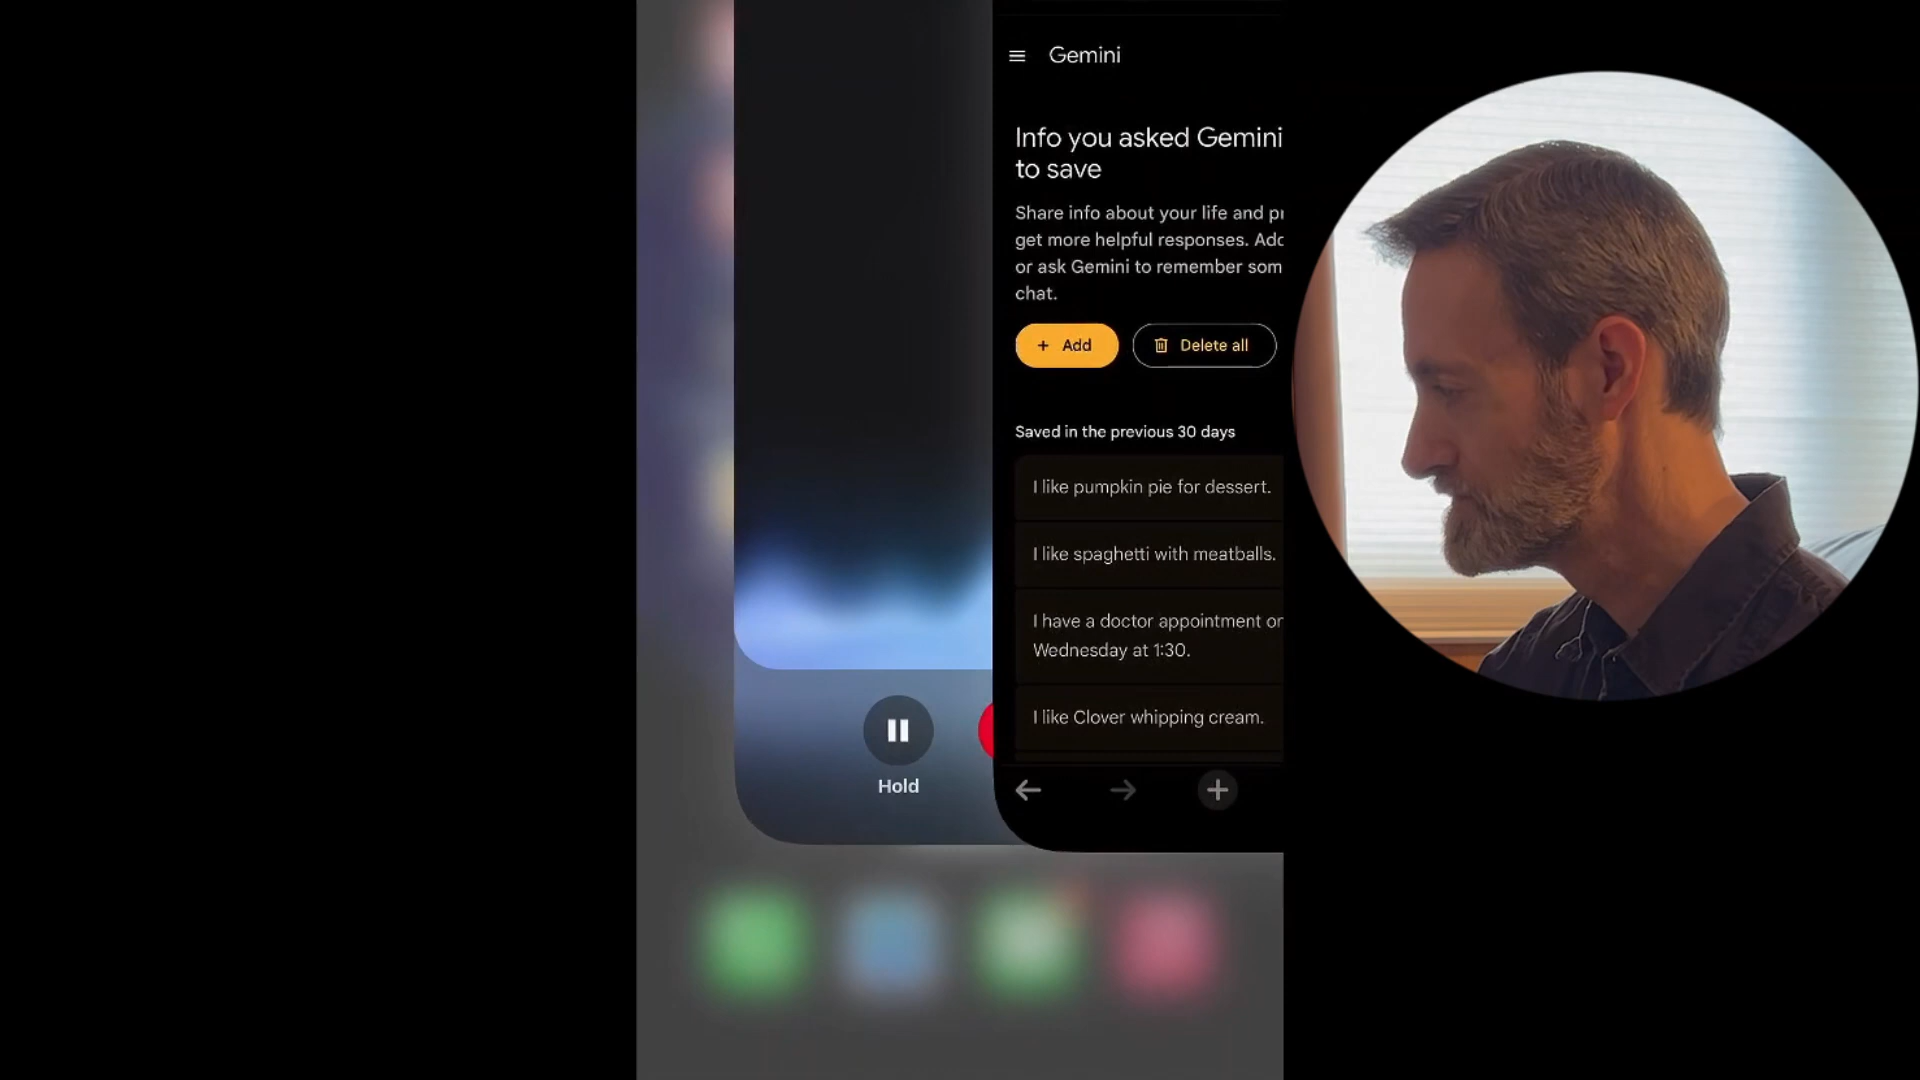 Gemini
Info you asked Gemini
to save
Share info about your life and
get more helpful responses.
or ask Gemini to remember
chat.
+ Add
Delete all
Saved in the previous 30 days
I like pumpkin pie for dessert.
I like spaghetti with meatballs.
I have a doctor appointment
Wednesday at 1:30.
I like Clover whipping cream.
Hold